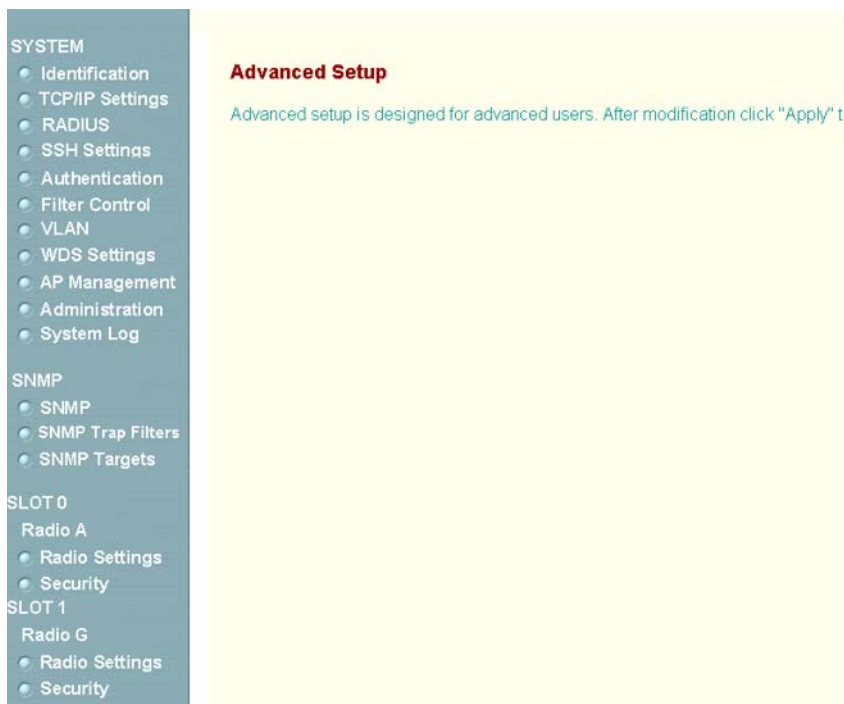 SYSTEM
Identification
TCP/IP Settings
RADIUS
SSH Settings
Authentication
Filter Control
VLAN
WDS Settings
AP Management
Administration
System Log
SNMP
SNMP
SNMP Trap Filters
SNMP Targets
SLOT 0
Radio A
Radio Settings
Security
SLOT 1
Radio G
Radio Settings
Security
Advanced Setup
Advanced setup is designed for advanced users. After modification click "Apply" t